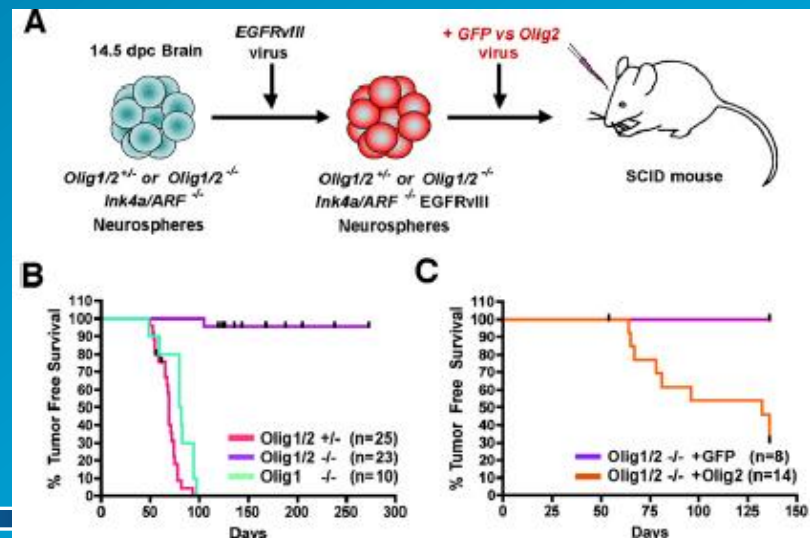 A
14.5 dpc Brain
EGFRvIII
virus
+ GFP vs Olig2
virus
Olig1/2 +/- or Olig1/2 -/-
Ink4a/ARF -/-
Neurospheres
Olig1/2 +/- or Olig1/2 -/-
Ink4a/ARF -/- EGFRvIII
Neurospheres
SCID mouse
B
% Tumor Free Survival
110
100
90
80
70
60
50
40
30
20
10
0
Olig1/2 +/- (n=25)
Olig1/2 -/- (n=23)
Olig1 -/- (n=10)
0 50 100 150 200 250 300
Days
C
% Tumor Free Survival
110
100
90
80
70
60
50
40
30
20
10
0
Olig1/2 -/- +GFP (n=8)
Olig1/2 -/- +Olig2 (n=14)
0 25 50 75 100 125 150
Days